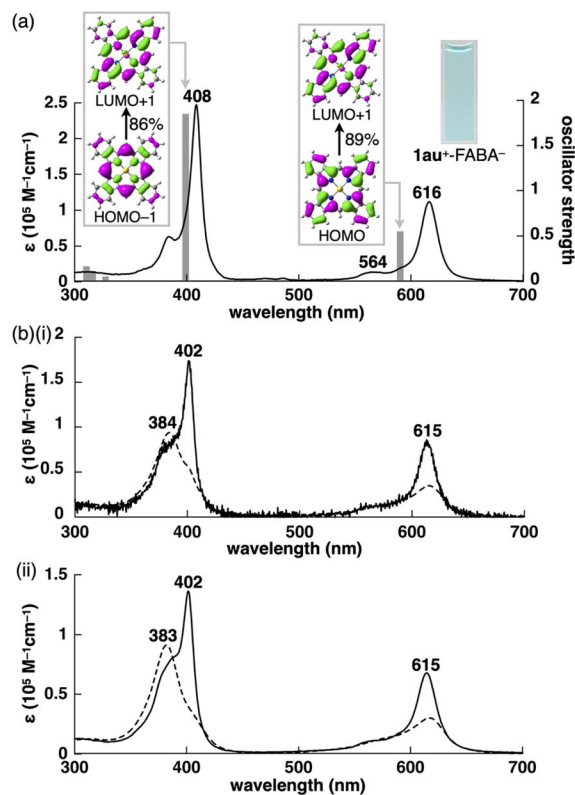 (a)
LUMO+1
86%
HOMO−1
408
LUMO+1
89%
HOMO
1au⁺-FABA⁻
616
564
2.5
2
1.5
1
0.5
0
ε (10⁵ M⁻¹cm⁻¹)
2
1.5
1
0.5
0
oscillator strength
300 400 500 600 700
wavelength (nm)
(b)(i)
2
1.5
1
0.5
0
ε (10⁵ M⁻¹cm⁻¹)
384
402
615
300 400 500 600 700
wavelength (nm)
(ii)
1.5
1
0.5
0
ε (10⁵ M⁻¹cm⁻¹)
383
402
615
300 400 500 600 700
wavelength (nm)